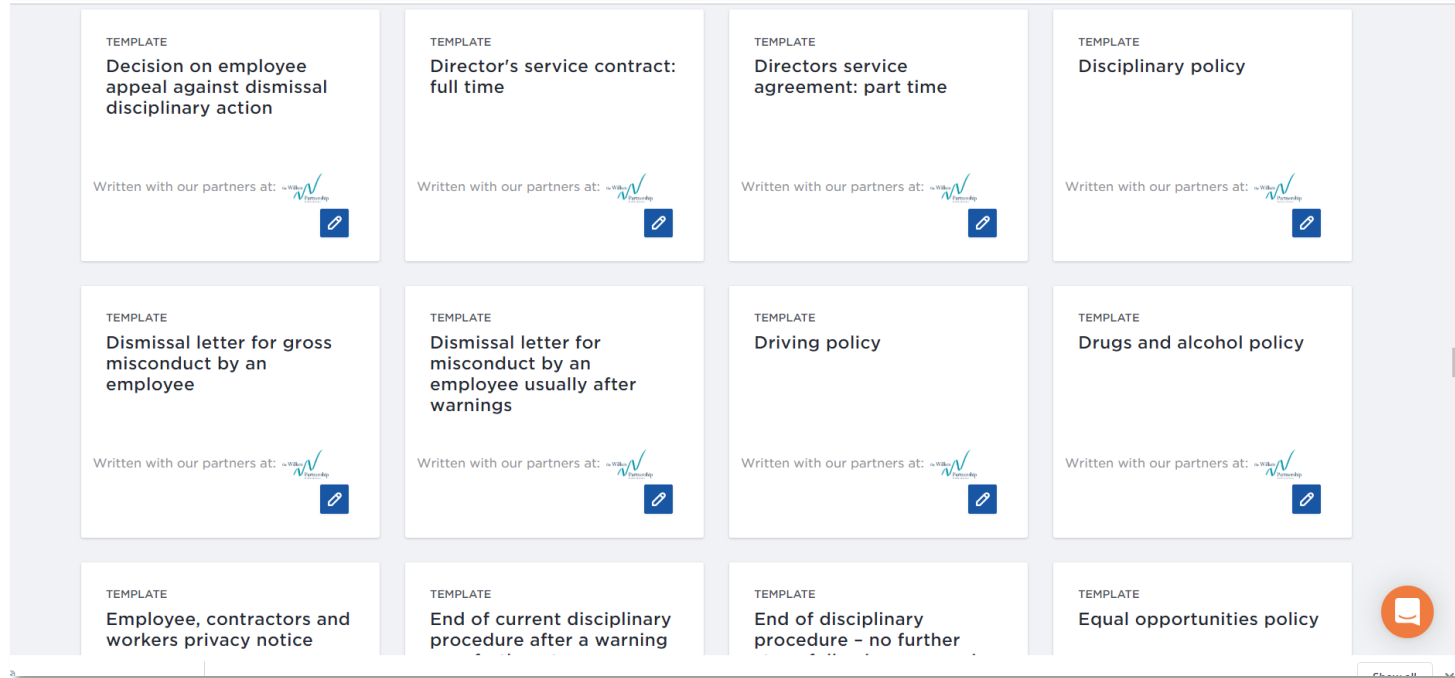 TEMPLATE
Decision on employee
appeal against dismissal
disciplinary action
Written with our partners at:
TEMPLATE
Director's service contract:
full time
Written with our partners at:
TEMPLATE
Directors service
agreement: part time
Written with our partners at:
TEMPLATE
Disciplinary policy
Written with our partners at:
TEMPLATE
Dismissal letter for gross
misconduct by an
employee
Written with our partners at:
TEMPLATE
Dismissal letter for
misconduct by an
employee usually after
warnings
Written with our partners at:
TEMPLATE
Driving policy
Written with our partners at:
TEMPLATE
Drugs and alcohol policy
Written with our partners at:
TEMPLATE
Employee, contractors and
workers privacy notice
TEMPLATE
End of current disciplinary
procedure after a warning
TEMPLATE
End of disciplinary
procedure – no further
TEMPLATE
Equal opportunities policy
Show all